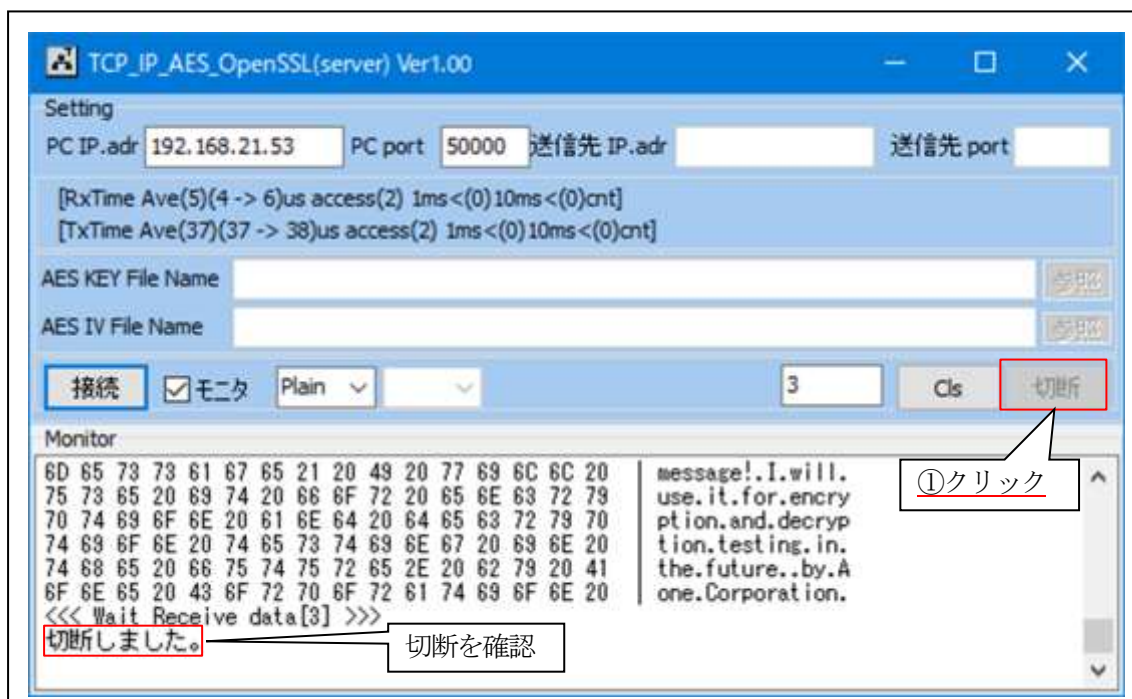 TCP_IP_AES_OpenSSL(server) Ver1.00
Setting
PC IP.adr 192.168.21.53 PC port 50000 送信先 IP.adr 送信先 port
[RxTime Ave(5)(4 -> 6)us access(2) 1ms<(0)10ms<(0)cnt]
[TxTime Ave(37)(37 -> 38)us access(2) 1ms<(0)10ms<(0)cnt]
AES KEY File Name 参照
AES IV File Name 参照
接続 モニタ Plain 3 Cls 切断
Monitor
①クリック
6D 65 73 73 61 67 65 21 20 49 20 77 69 6C 6C 20 | message!.I.will.
75 73 65 20 69 74 20 66 6F 72 20 65 6E 63 72 79 | use.it.for.encry
70 74 69 6F 6E 20 61 6E 64 20 64 65 63 72 79 70 | ption.and.decryp
74 69 6F 6E 20 74 65 73 74 69 6E 67 20 69 6E 20 | tion.testing.in.
74 68 65 20 66 75 74 75 72 65 2E 20 62 79 20 41 | the.future..by.A
6F 6E 65 20 43 6F 72 70 6F 72 61 74 69 6F 6E 20 | one.Corporation.
<<< Wait Receive data[3] >>>
切断しました。 切断を確認